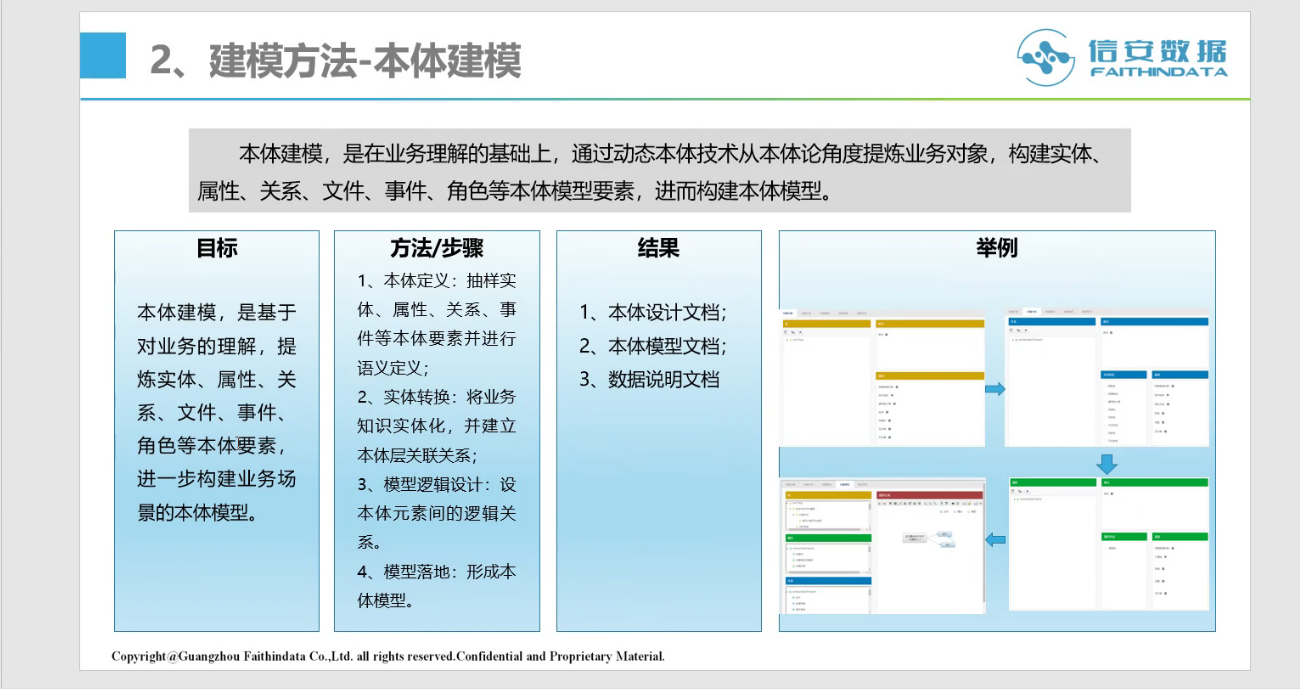 2、建模方法-本体建模
信安数据
FAITHINDATA
本体建模，是在业务理解的基础上，通过动态本体技术从本体论角度提炼业务对象，构建实体、
属性、关系、文件、事件、角色等本体模型要素，进而构建本体模型。
目标
本体建模，是基于
对业务的理解，提
炼实体、属性、关
系、文件、事件、
角色等本体要素，
进一步构建业务场
景的本体模型。
方法/步骤
1、本体定义：抽样实
体、属性、关系、事
件等本体要素并进行
语义定义；
2、实体转换：将业务
知识实体化，并建立
本体层关联关系；
3、模型逻辑设计：设
本体元素间的逻辑关
系。
4、模型落地：形成本
体模型。
结果
1、本体设计文档；
2、本体模型文档；
3、数据说明文档
举例
Copyright@Guangzhou Faithindata Co.,Ltd. all rights reserved.Confidential and Proprietary Material.